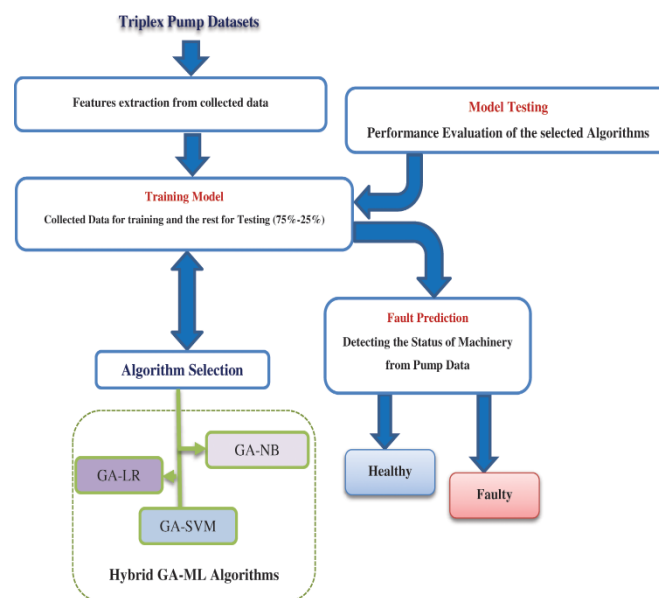 Triplex Pump Datasets
Features extraction from collected data
Model Testing
Performance Evaluation of the selected Algorithms
Training Model
Collected Data for training and the rest for Testing (75%-25%)
Fault Prediction
Detecting the Status of Machinery
from Pump Data
Algorithm Selection
GA-NB
GA-LR
GA-SVM
Hybrid GA-ML Algorithms
Healthy
Faulty